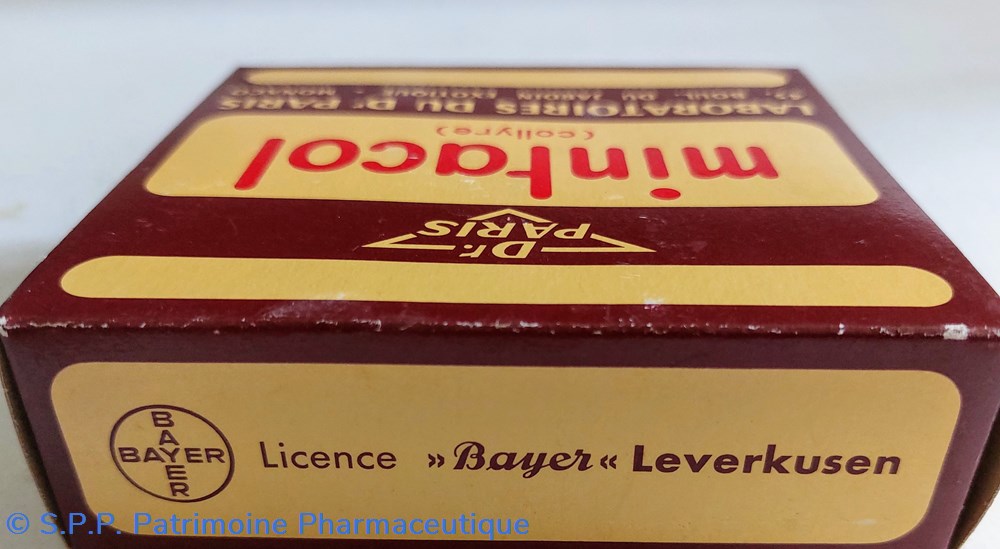 LABORATOIRES DU Dr PARIS
BOUL. DU JARDIN EXOTIQUE - MONACO
mintacol
(collyre)
Dr.
PARIS
BAYER
BAYER
Licence »Bayer« Leverkusen
© S.P.P. Patrimoine Pharmaceutique